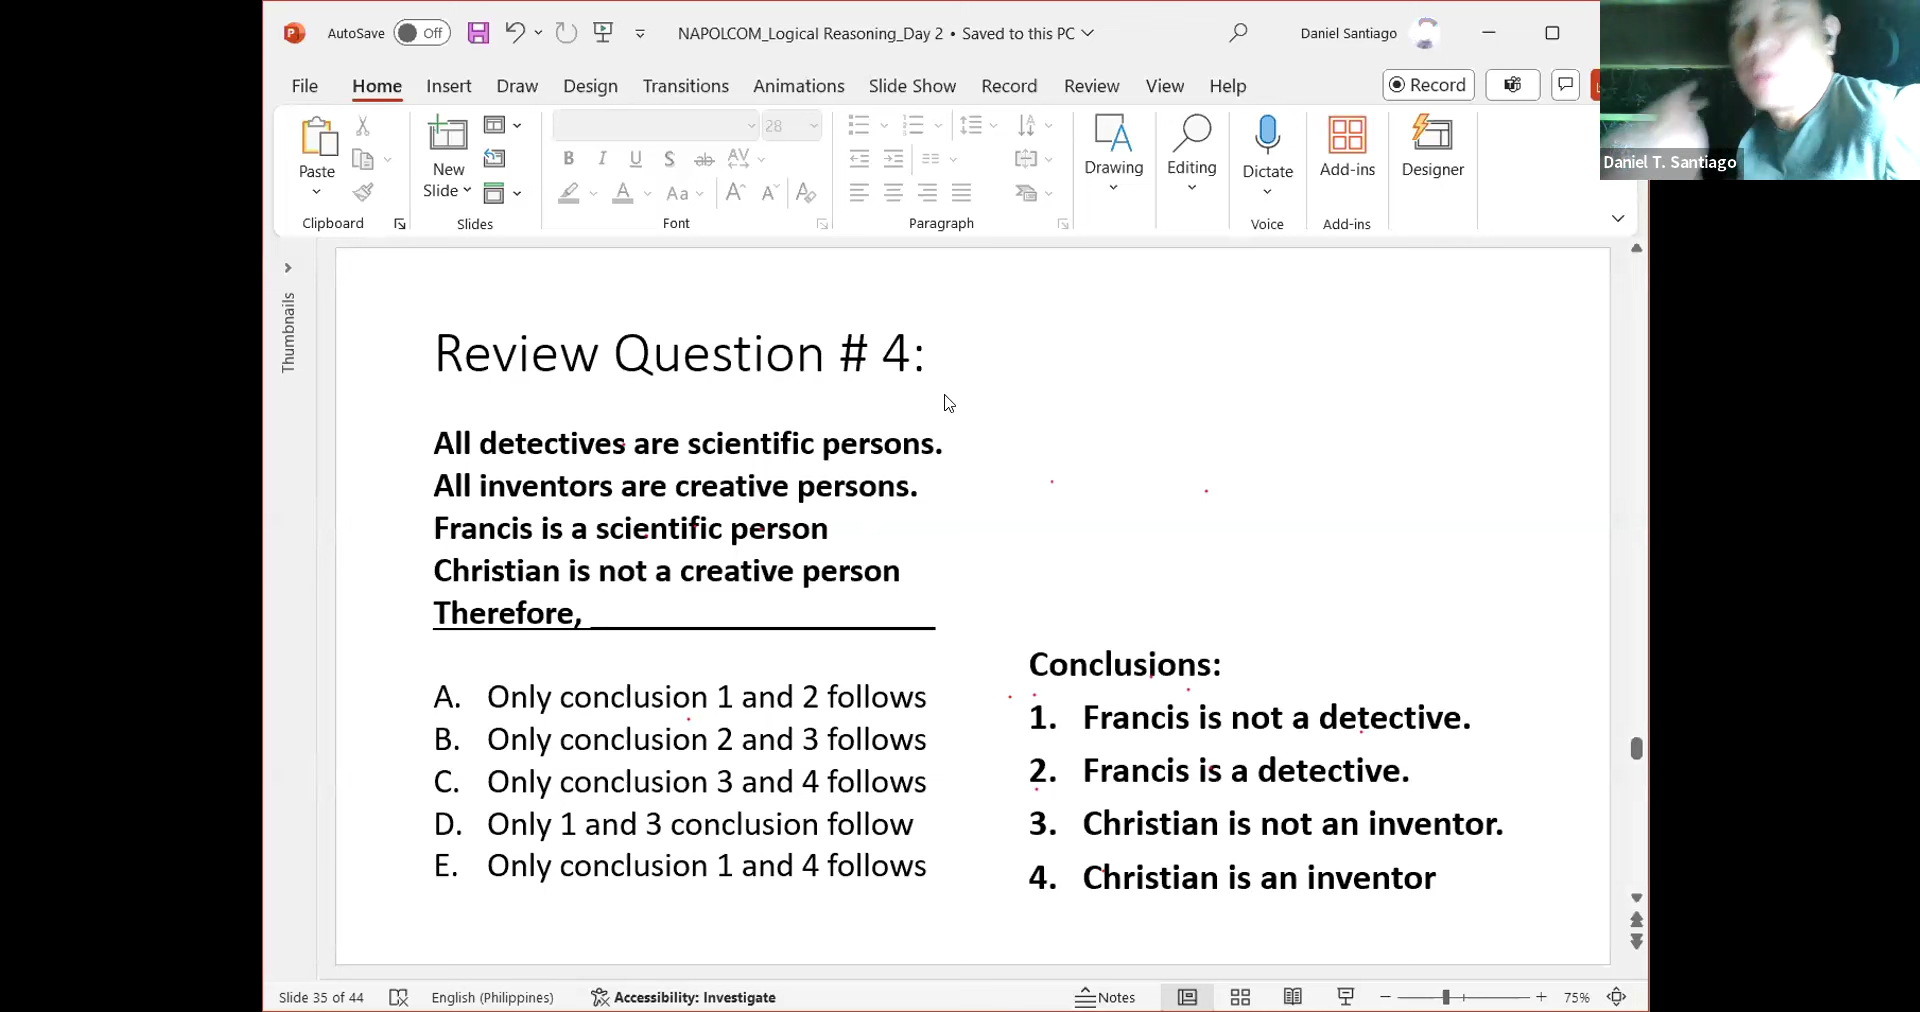 AutoSave Off NAPOLCOM_Logical Reasoning_Day 2 • Saved to this PC Daniel Santiago
File Home Insert Draw Design Transitions Animations Slide Show Record Review View Help Record
Paste
New Slide
28
B I U S ab AV
A Aa A A A
Drawing
Editing
Dictate
Add-ins
Designer
Clipboard Slides Font Paragraph Voice Add-ins
Daniel T. Santiago
Thumbnails
Review Question # 4:
All detectives are scientific persons.
All inventors are creative persons.
Francis is a scientific person
Christian is not a creative person
Therefore, ______________________
A. Only conclusion 1 and 2 follows
B. Only conclusion 2 and 3 follows
C. Only conclusion 3 and 4 follows
D. Only 1 and 3 conclusion follow
E. Only conclusion 1 and 4 follows
Conclusions:
1. Francis is not a detective.
2. Francis is a detective.
3. Christian is not an inventor.
4. Christian is an inventor
Slide 35 of 44 English (Philippines) Accessibility: Investigate Notes 75%